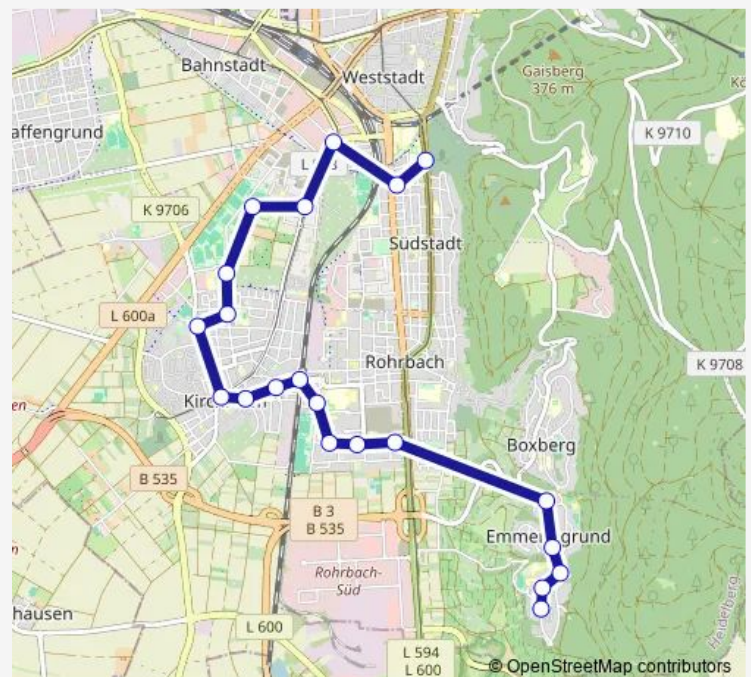 Bahnstadt
Weststadt
Gaisberg
376 m
affengrund
K 9710
K 9706
Südstadt
L 600a
Rohrbach
K 9708
Boxberg
B 535
B 3
B 535
Rohrbach-
Süd
hausen
L 600
L 594
L 600
Heidelberg
© OpenStreetMap contributors